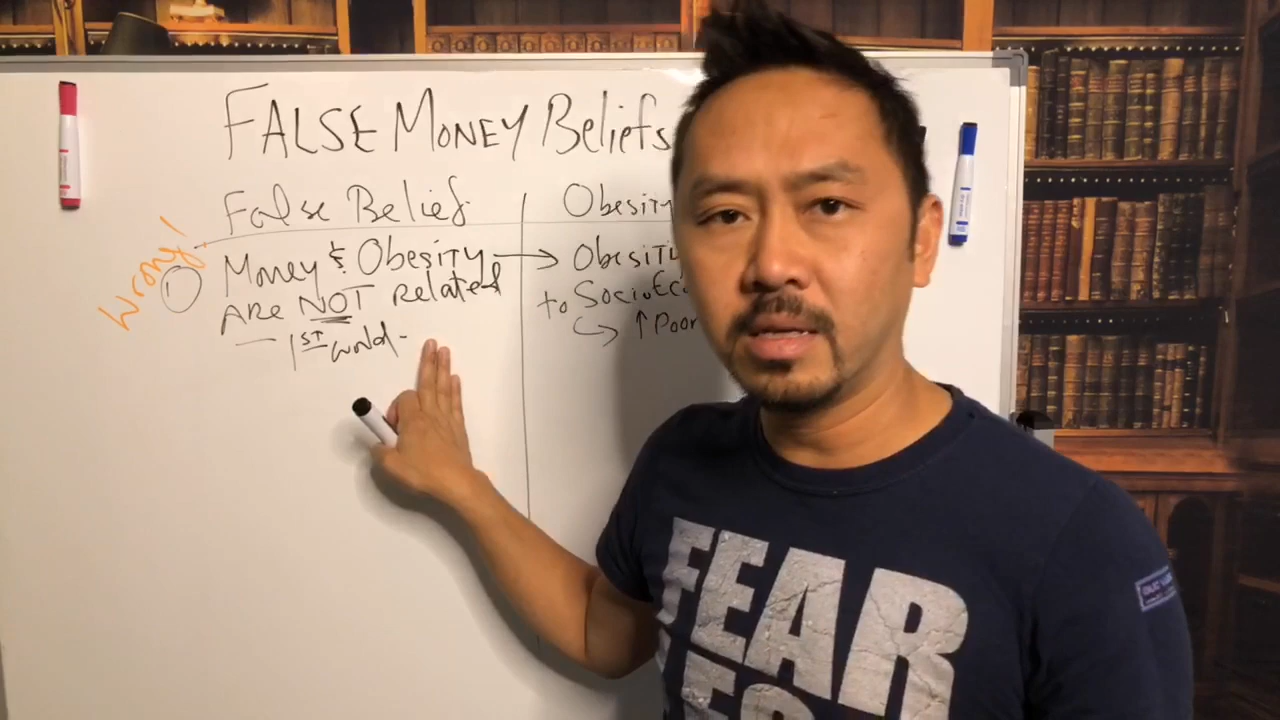 FALSE MONEY Beliefs
False Belief
Obesity
Wrong!
1
Money & Obesity →
ARE NOT Related
1ST World
Obesit
to SocioEc
↑ Poor
FEAR